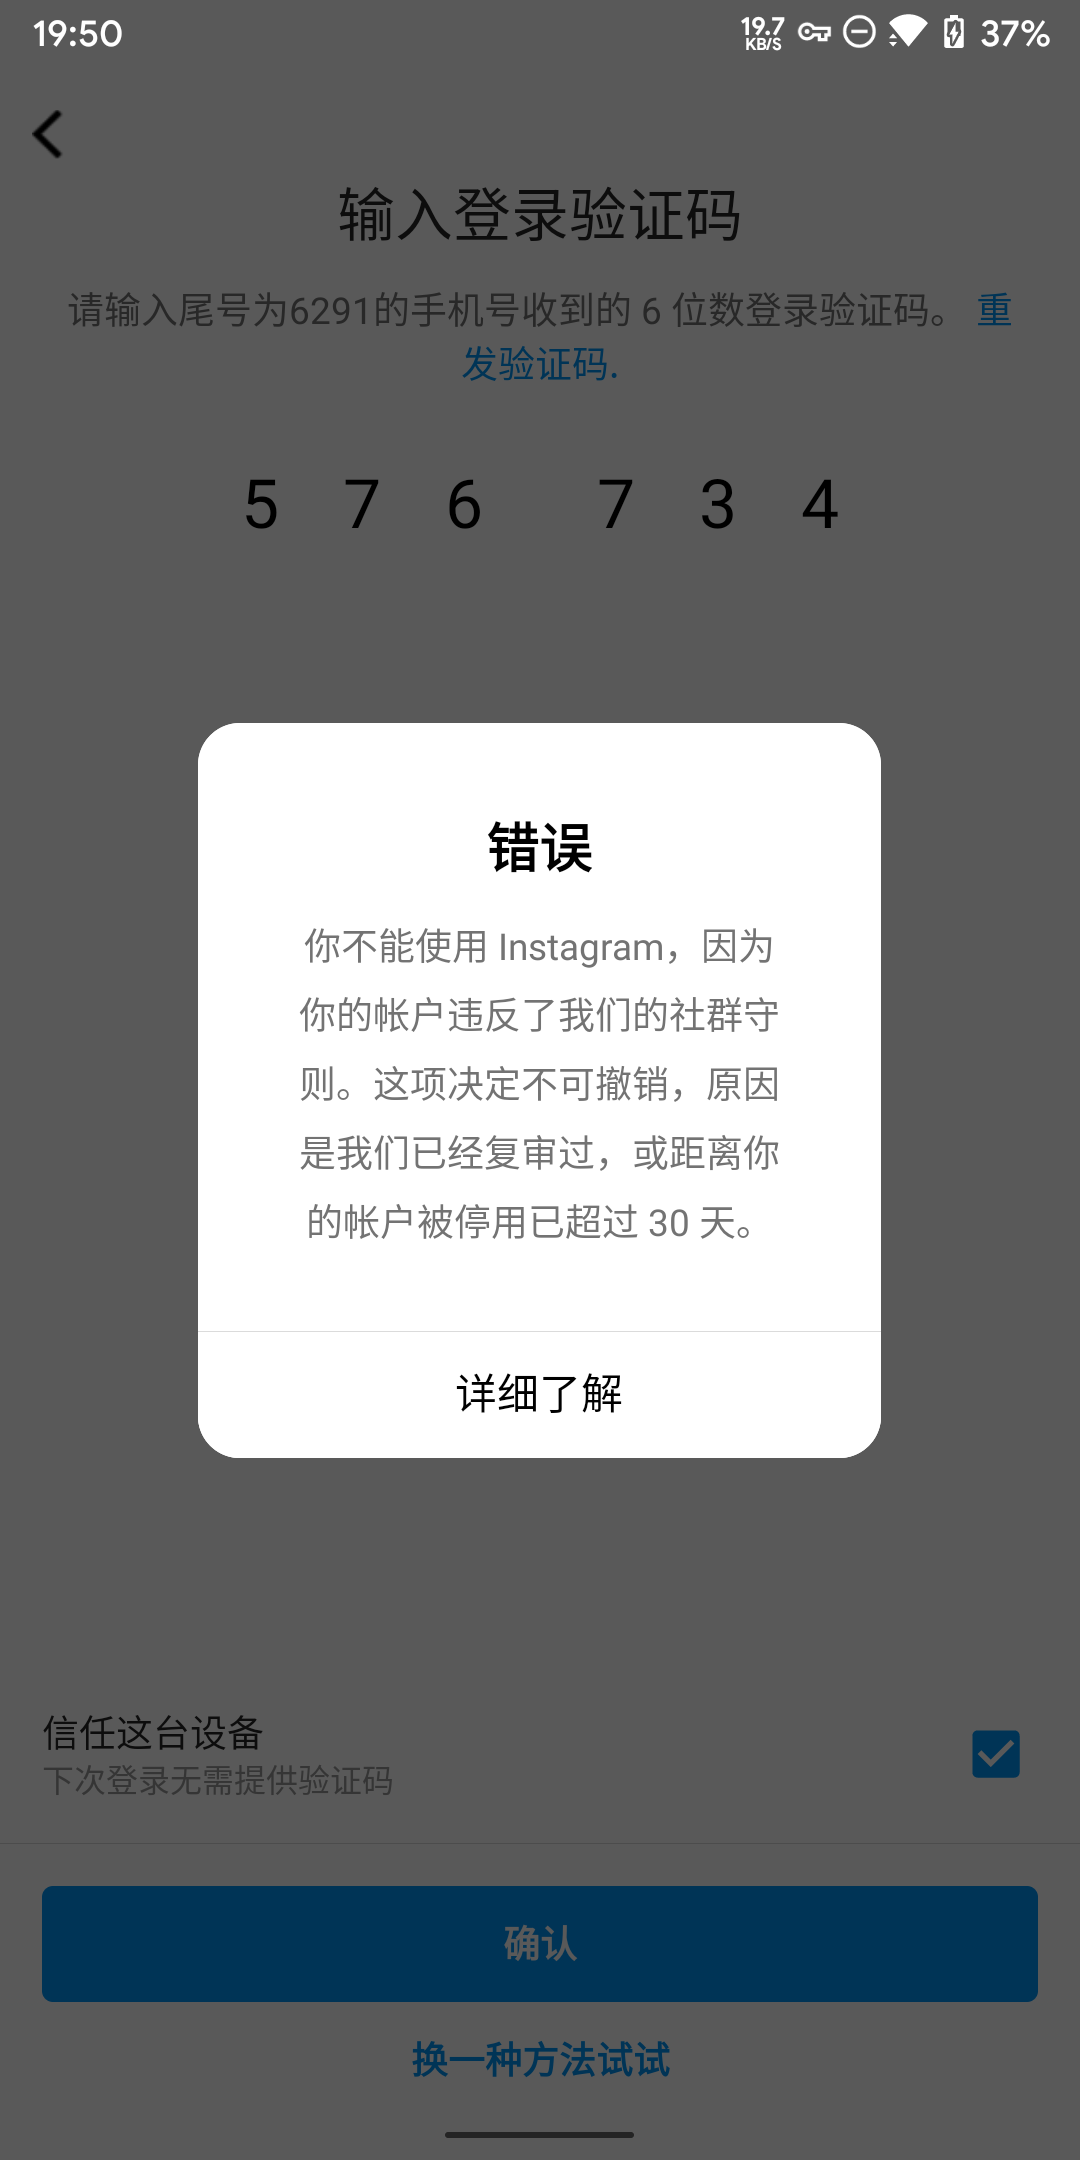 19:50
19.7
KB/S
37%
输入登录验证码
请输入尾号为6291的手机号收到的 6 位数登录验证码。 重
发验证码.
5 7 6 7 3 4
错误
你不能使用 Instagram，因为
你的帐户违反了我们的社群守
则。这项决定不可撤销，原因
是我们已经复审过，或距离你
的帐户被停用已超过 30 天。
详细了解
信任这台设备
下次登录无需提供验证码
确认
换一种方法试试